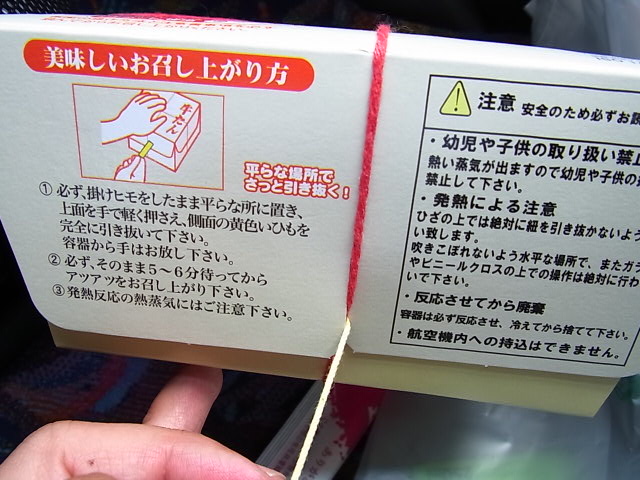 美味しいお召し上がり方
牛たん
平らな場所で
さっと引き抜く!
① 必ず、掛けヒモをしたまま平らな所に置き、
上面を手で軽く押さえ、側面の黄色いひもを
完全に引き抜いて下さい。
容器から手はお放し下さい。
② 必ず、そのまま5～6分待ってから
アツアツをお召し上がり下さい。
③ 発熱反応の熱蒸気にはご注意下さい。
注意 安全のため必ずお読
・幼児や子供の取り扱い禁止
熱い蒸気が出ますので幼児や子供の
禁止して下さい。
・発熱による注意
ひざの上では絶対に紐を引き抜かないよう
い致します。
吹きこぼれないよう水平な場所で、またガラ
やビニールクロスの上での操作は絶対に行わ
いで下さい。
・反応させてから廃棄
容器は必ず反応させ、冷えてから捨てて下さい。
・航空機内への持込はできません。